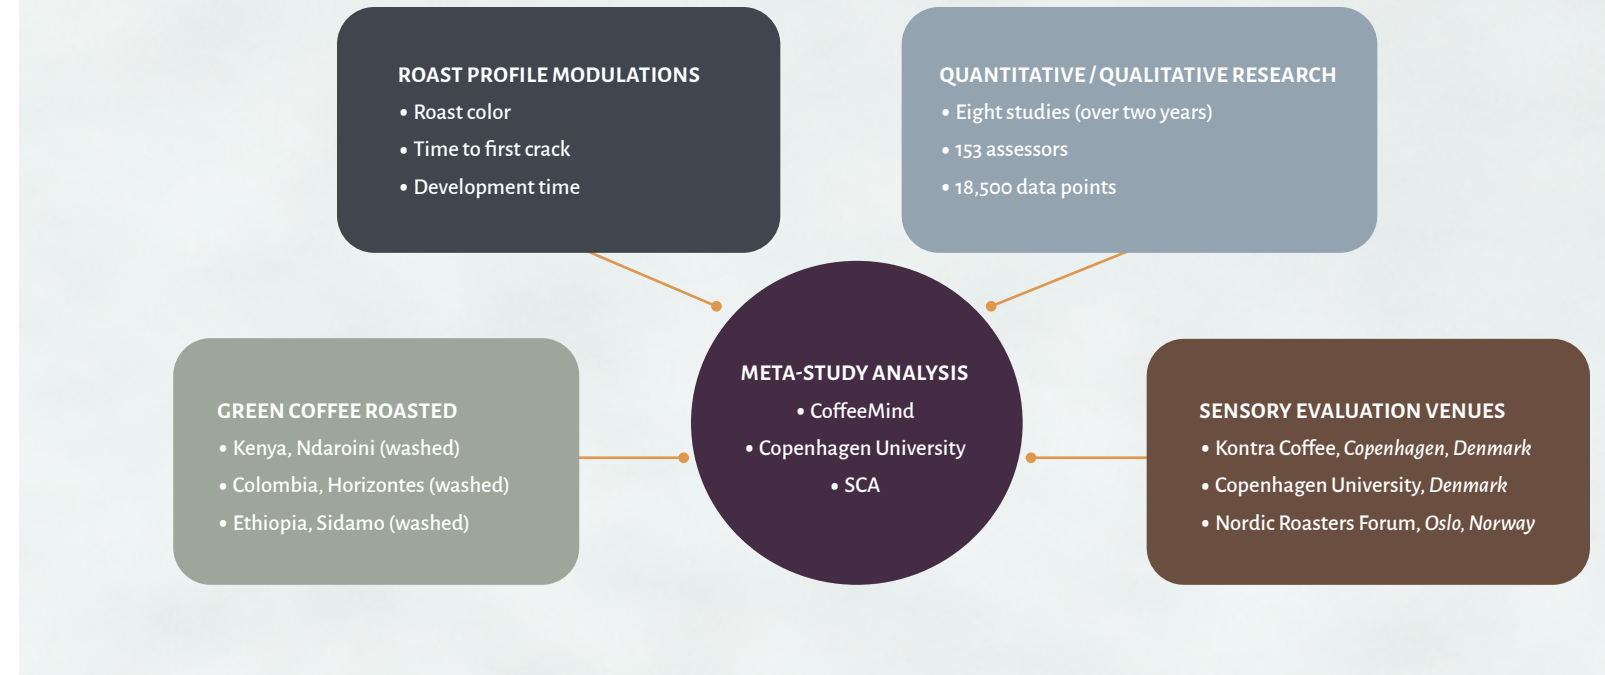 ROAST PROFILE MODULATIONS
• Roast color
• Time to first crack
• Development time
QUANTITATIVE / QUALITATIVE RESEARCH
• Eight studies (over two years)
• 153 assessors
• 18,500 data points
META-STUDY ANALYSIS
• CoffeeMind
• Copenhagen University
• SCA
GREEN COFFEE ROASTED
• Kenya, Ndaroini (washed)
• Colombia, Horizontes (washed)
• Ethiopia, Sidamo (washed)
SENSORY EVALUATION VENUES
• Kontra Coffee, Copenhagen, Denmark
• Copenhagen University, Denmark
• Nordic Roasters Forum, Oslo, Norway